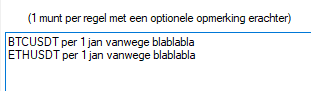 (1 munt per regel met een optionele opmerking erachter)
BTCUSDT per 1 jan vanwege blablabla
ETHUSDT per 1 jan vanwege blablabla